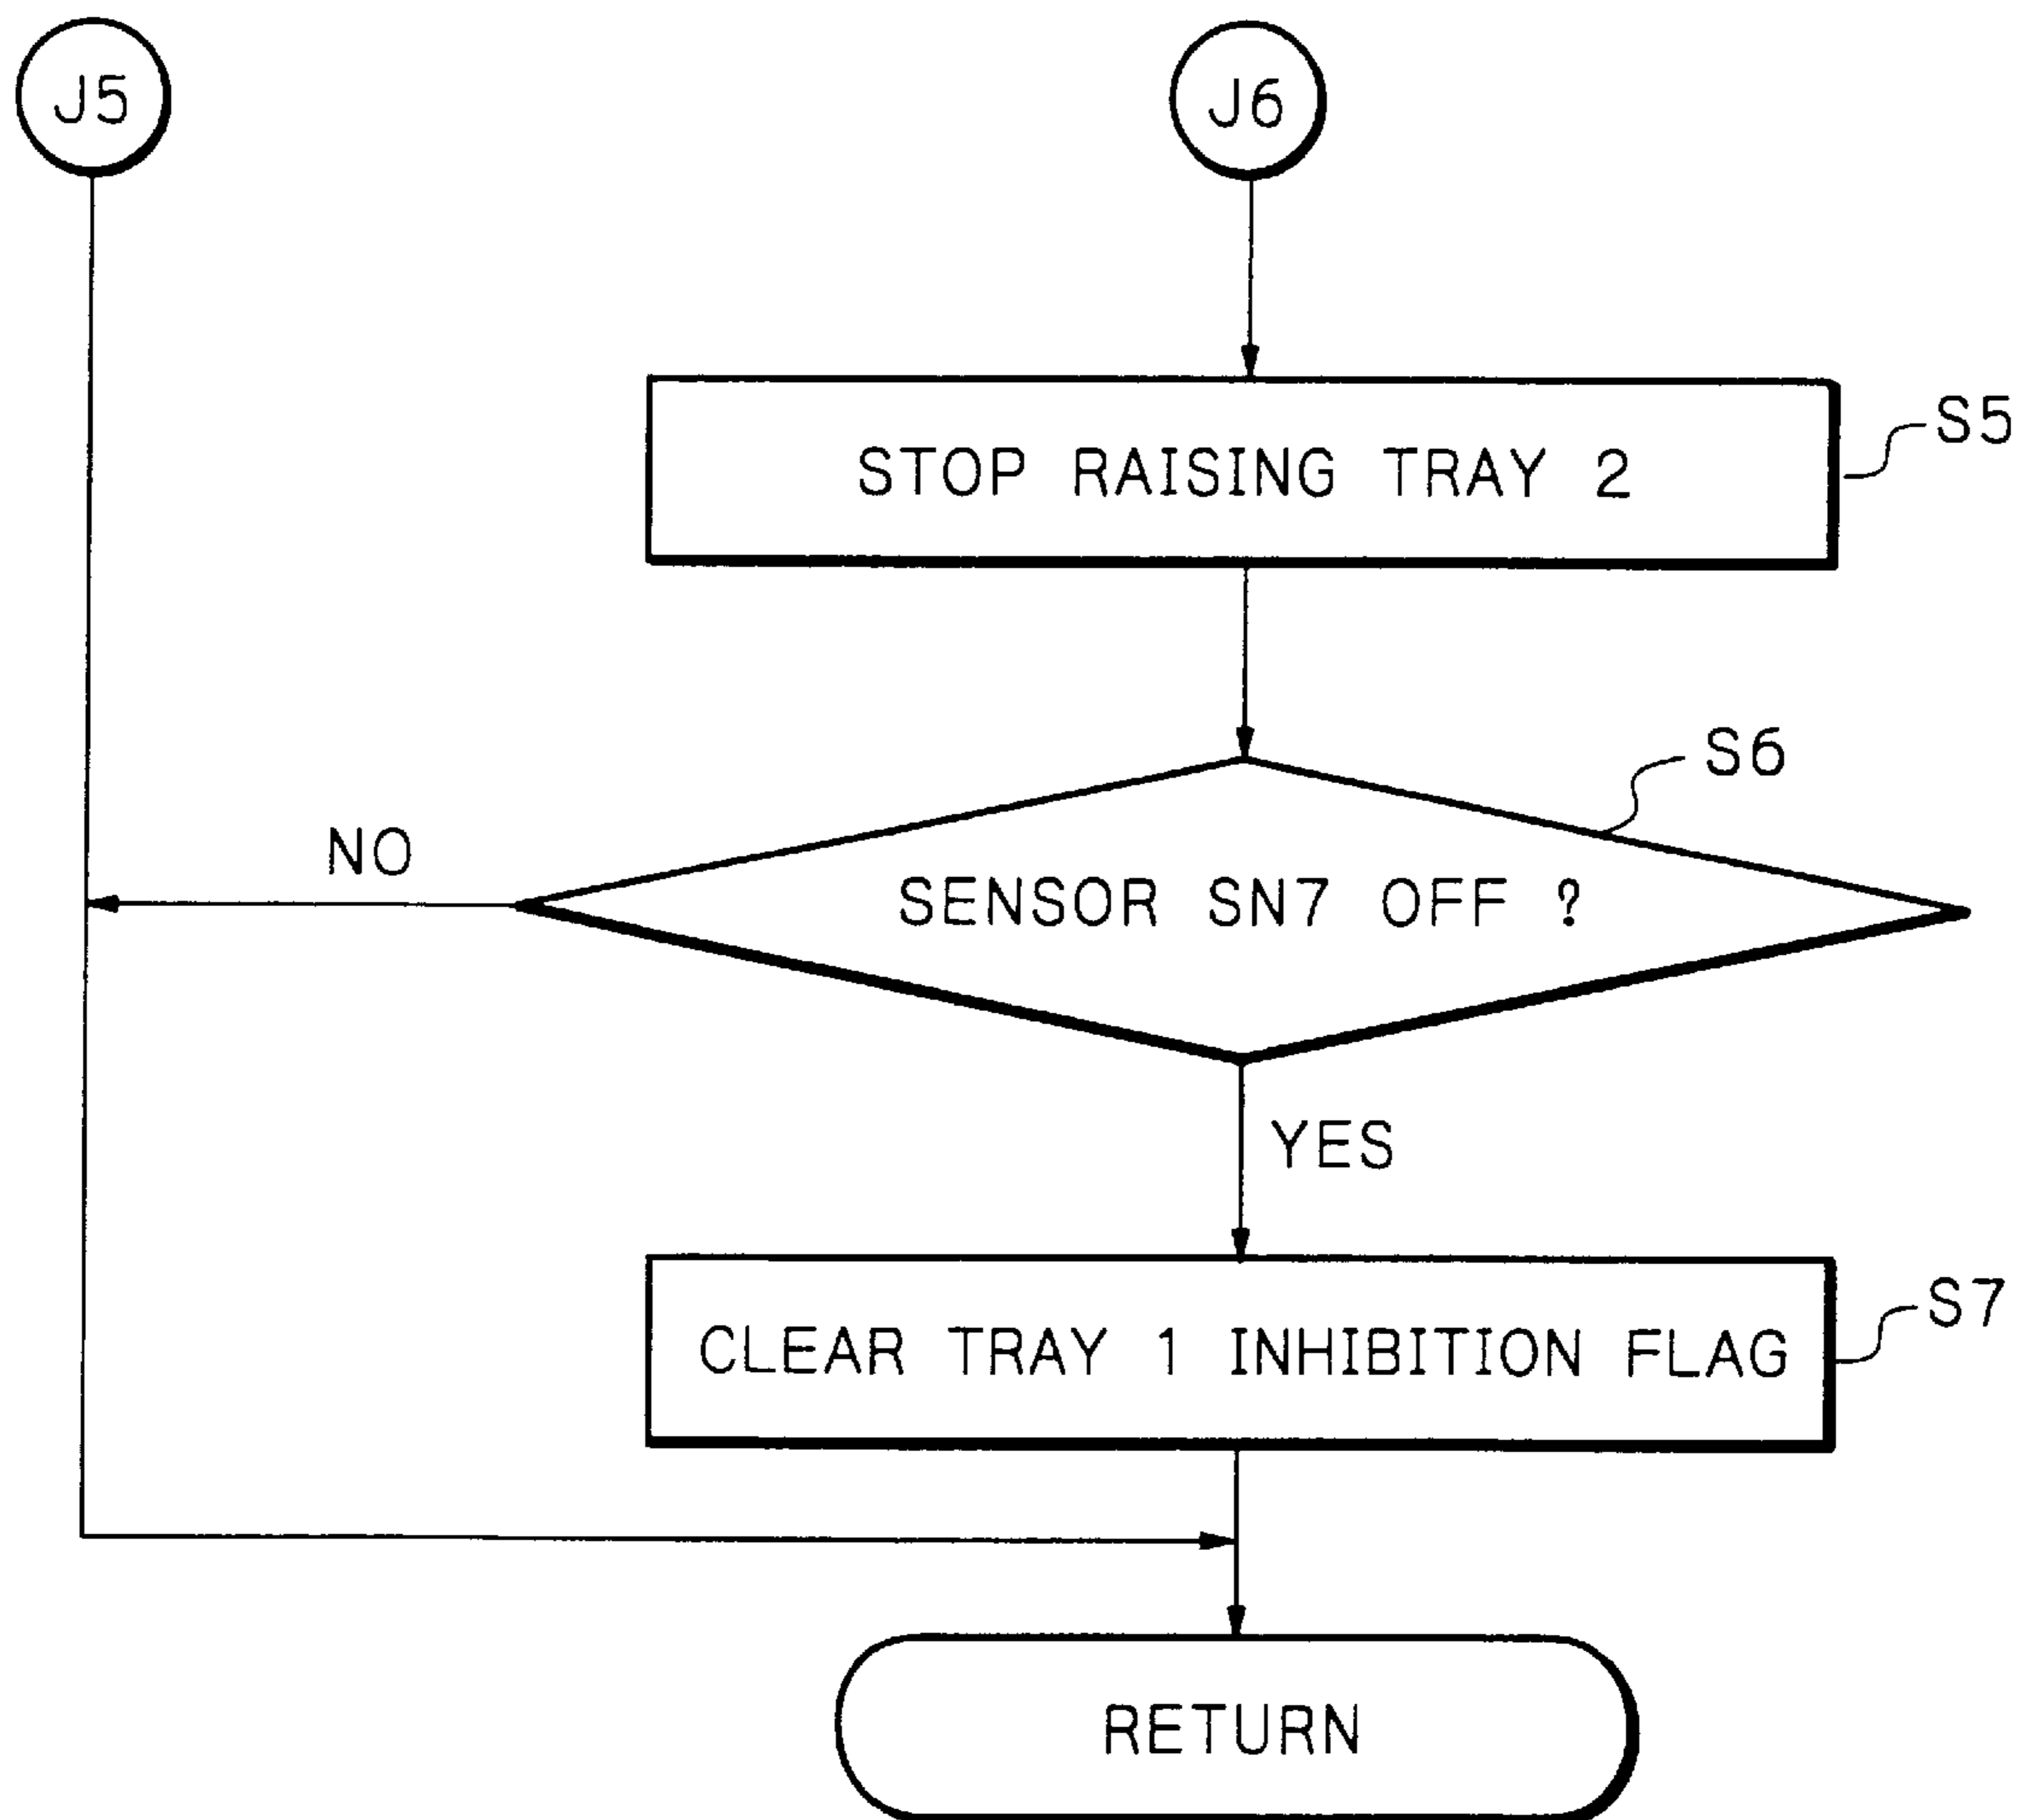 J5
J6
STOP RAISING TRAY 2
S5
S6
NO
SENSOR SN7 OFF ?
YES
CLEAR TRAY 1 INHIBITION FLAG
S7
RETURN